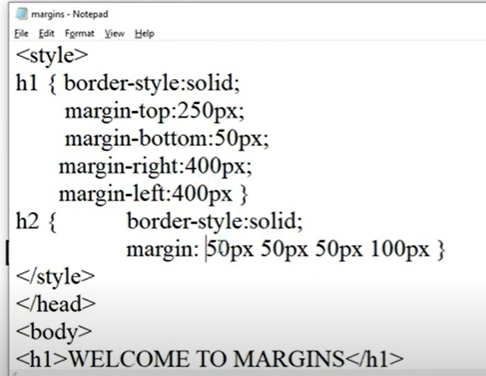 margins - Notepad
File Edit Format View Help
<style>
h1 { border-style:solid;
margin-top:250px;
margin-bottom:50px;
margin-right:400px;
margin-left:400px }
h2 { border-style:solid;
margin: 50px 50px 50px 100px }
</style>
</head>
<body>
<h1>WELCOME TO MARGINS</h1>